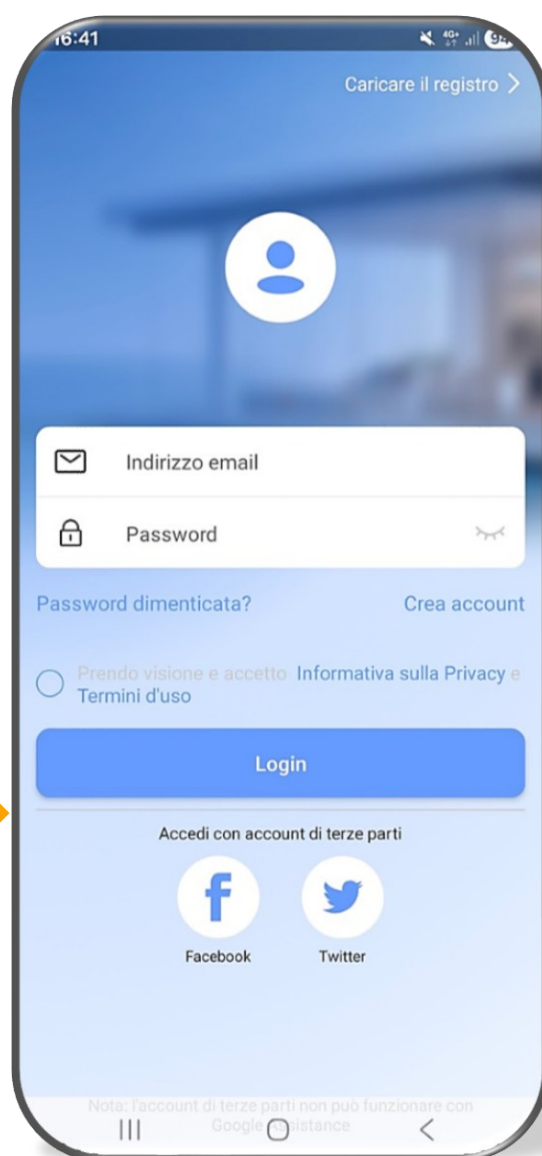 16:41
4G+
Caricare il registro
Indirizzo email
Password
Password dimenticata? Crea account
Prendo visione e accetto Informativa sulla Privacy e
Termini d'uso
Login
Accedi con account di terze parti
Facebook Twitter
Nota: l'account di terze parti non può funzionare con
Google Assistance